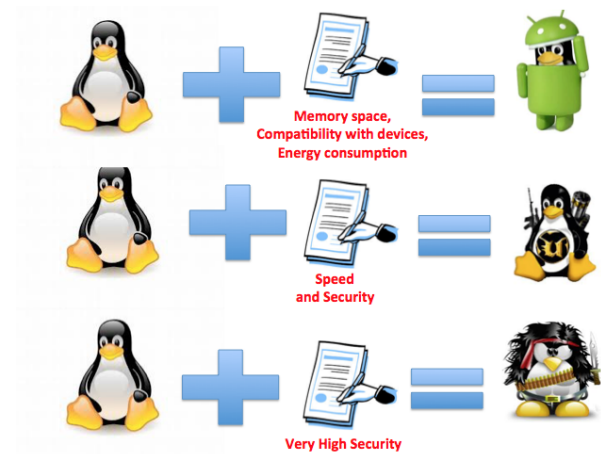 Memory space,
Compatibility with devices,
Energy consumption
Speed
and Security
Very High Security